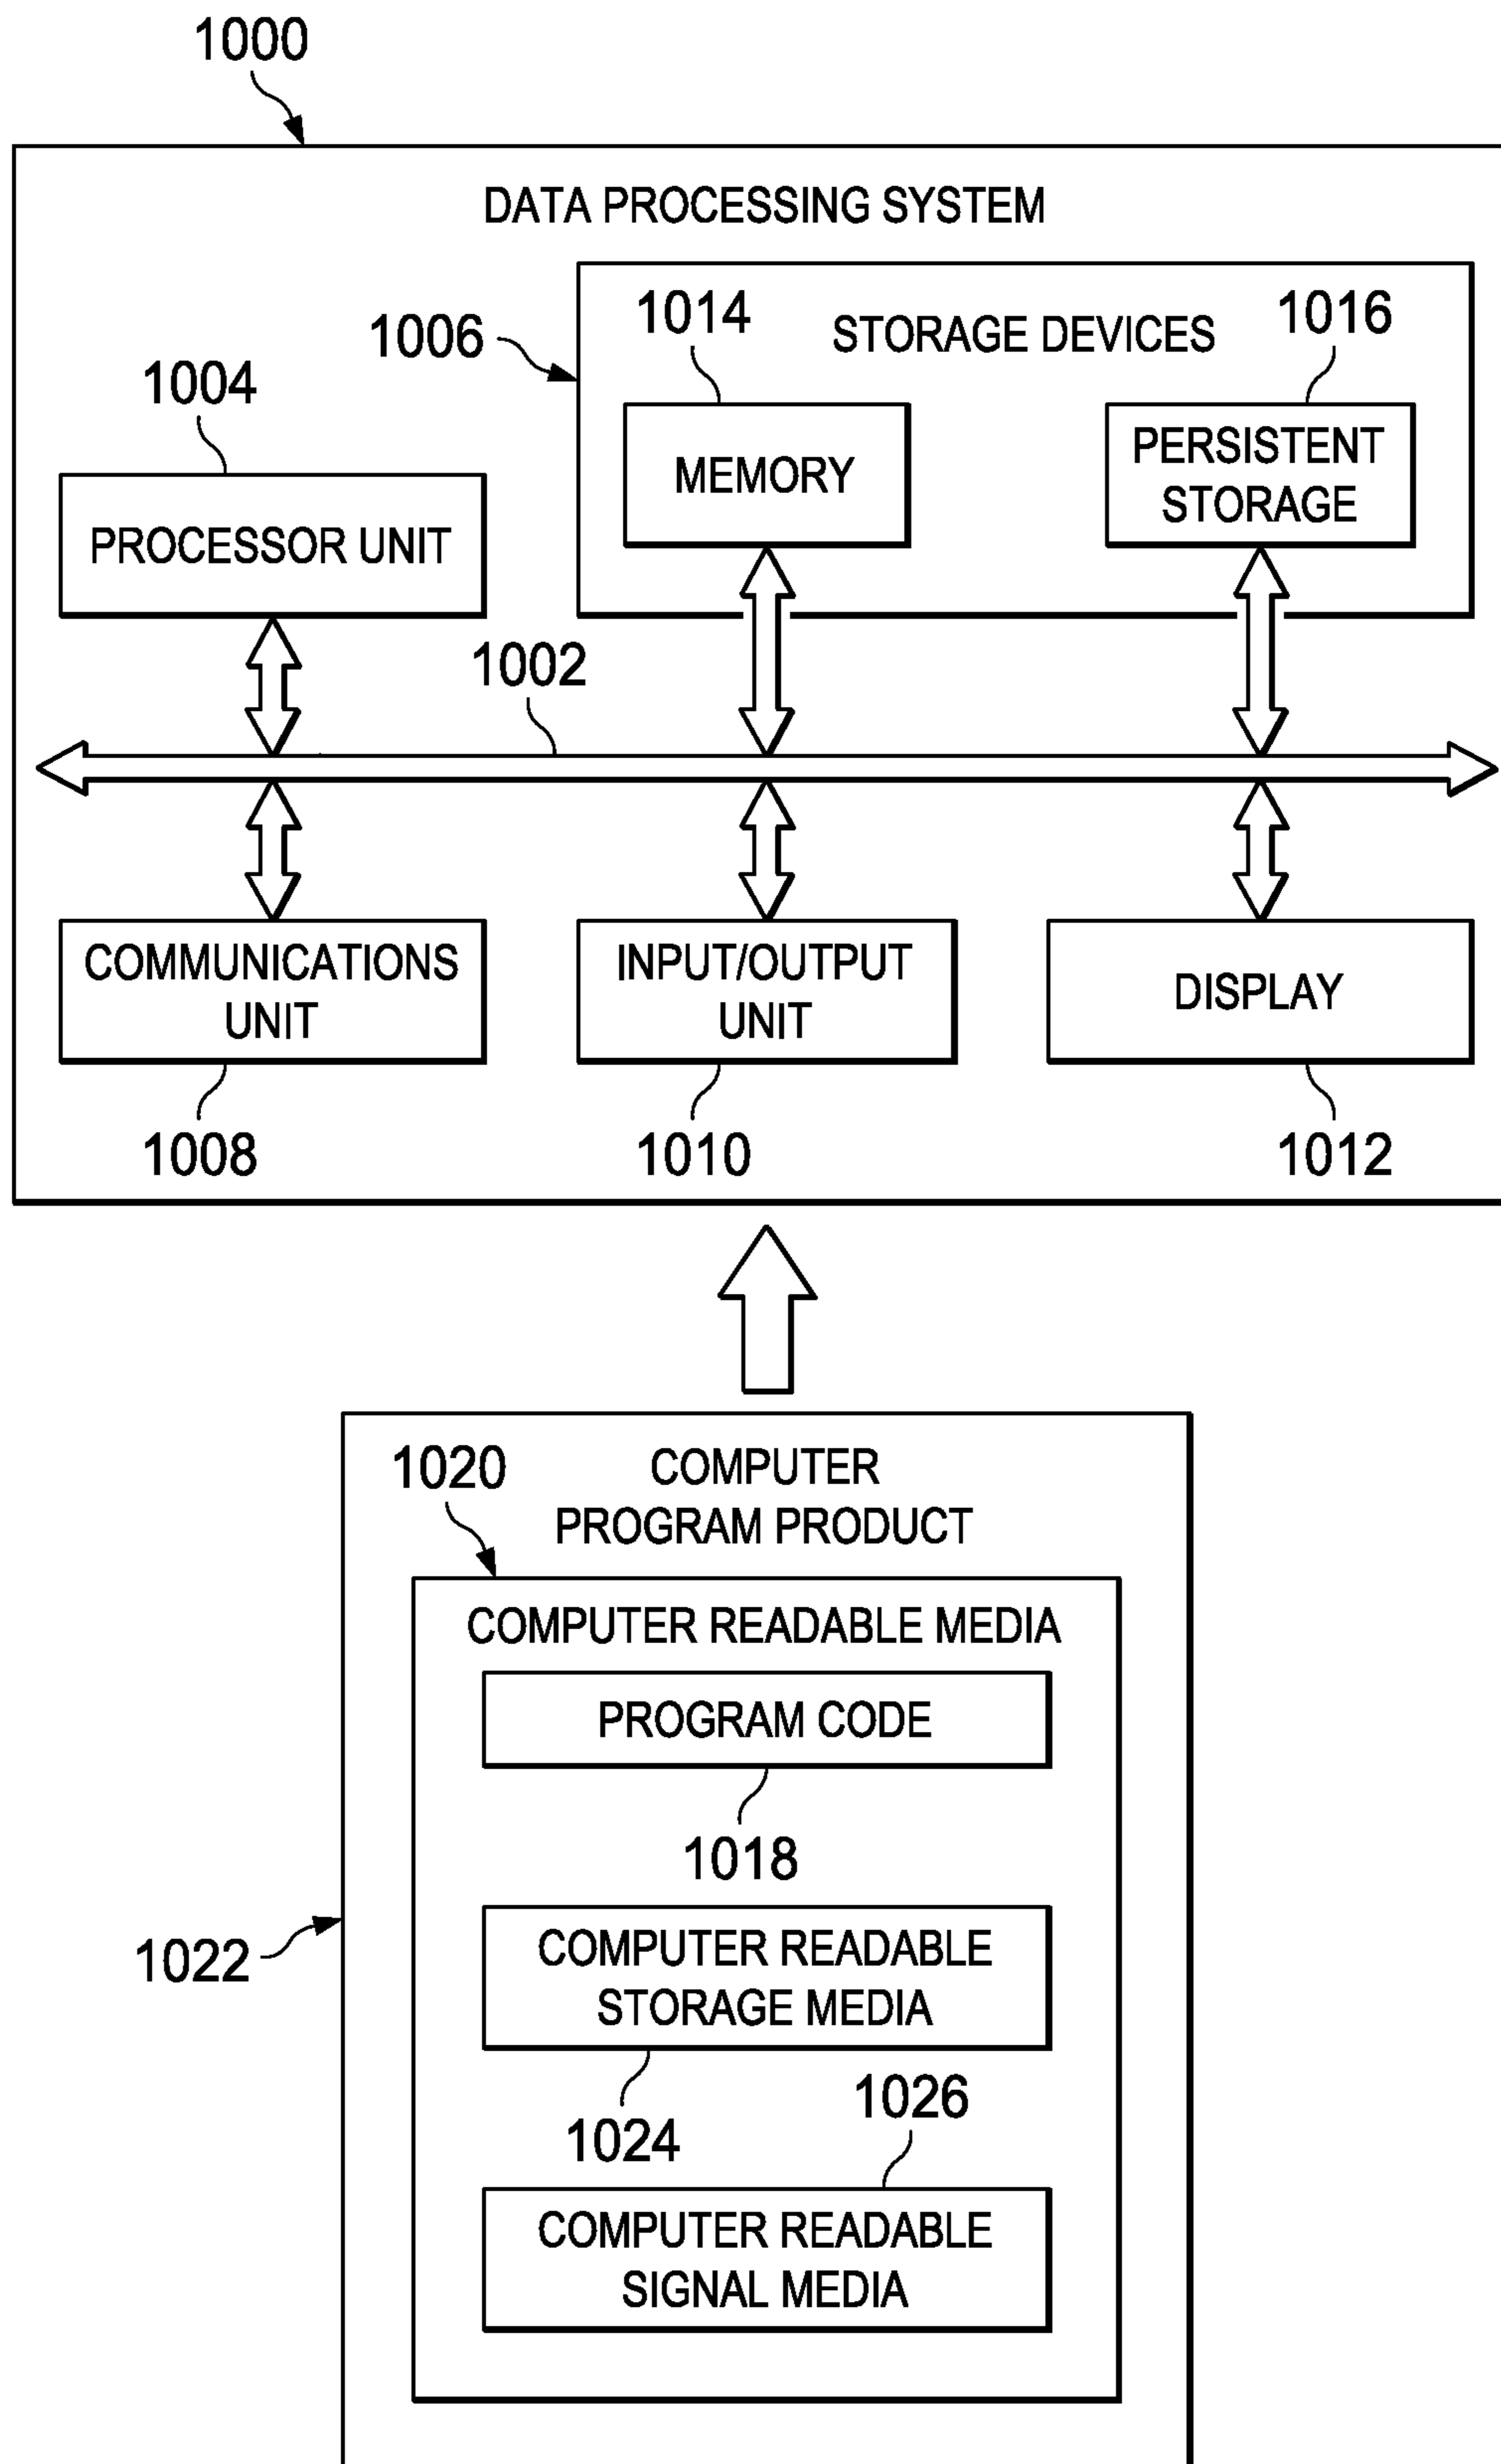 1000
DATA PROCESSING SYSTEM
1006
1014
STORAGE DEVICES
1016
1004
MEMORY
PERSISTENT
STORAGE
PROCESSOR UNIT
1002
COMMUNICATIONS
UNIT
INPUT/OUTPUT
UNIT
DISPLAY
1008
1010
1012
1020
COMPUTER
PROGRAM PRODUCT
COMPUTER READABLE MEDIA
PROGRAM CODE
1018
1022
COMPUTER READABLE
STORAGE MEDIA
1024
1026
COMPUTER READABLE
SIGNAL MEDIA